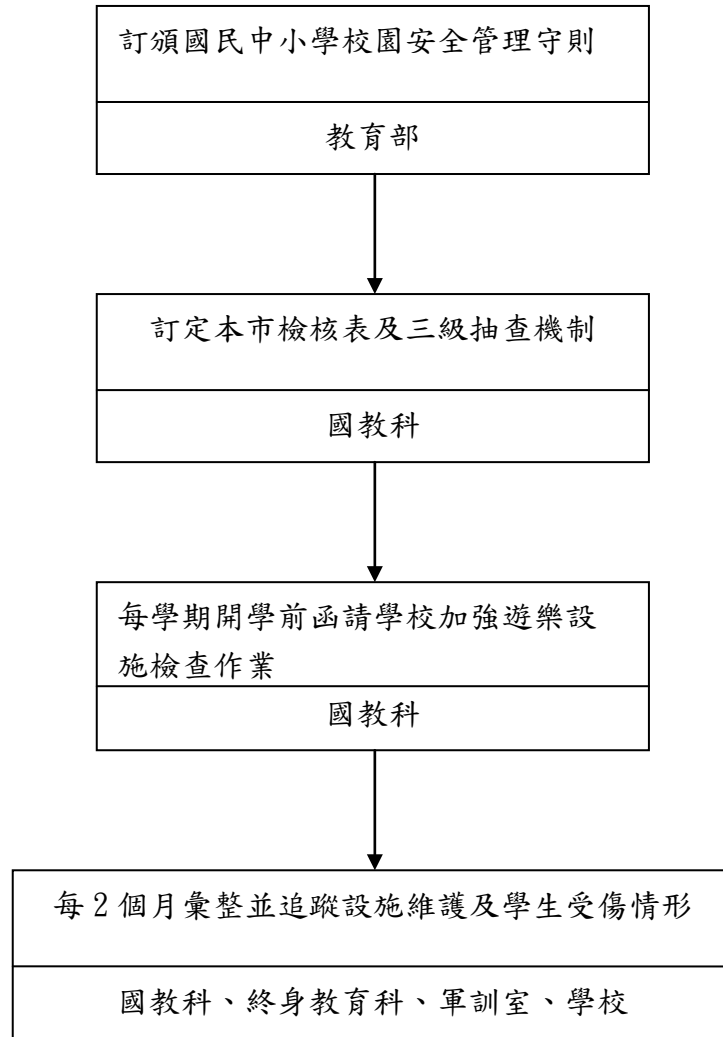 訂頒國民中小學校園安全管理守則
教育部
訂定本市檢核表及三級抽查機制
國教科
每學期開學前函請學校加強遊樂設
施檢查作業
國教科
每2個月彙整並追蹤設施維護及學生受傷情形
國教科、終身教育科、軍訓室、學校